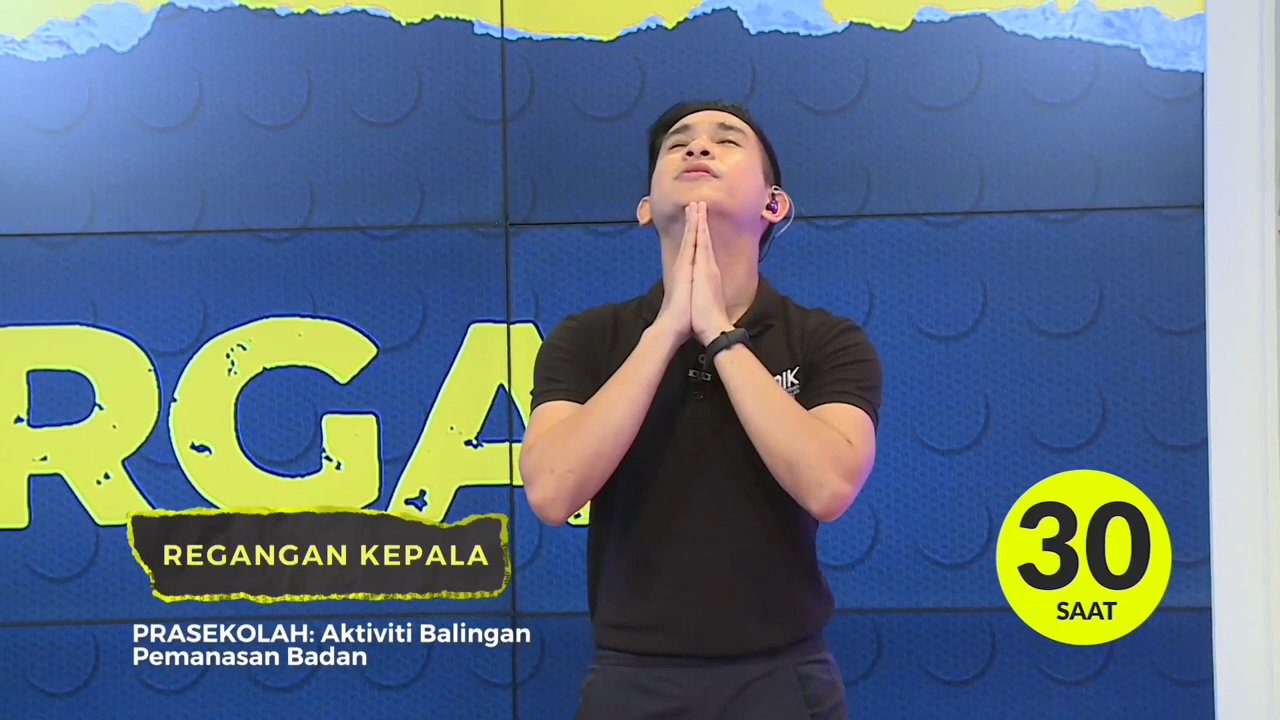 RGA
REGANGAN KEPALA
PRASEKOLAH: Aktiviti Balingan
Pemanasan Badan
30
SAAT